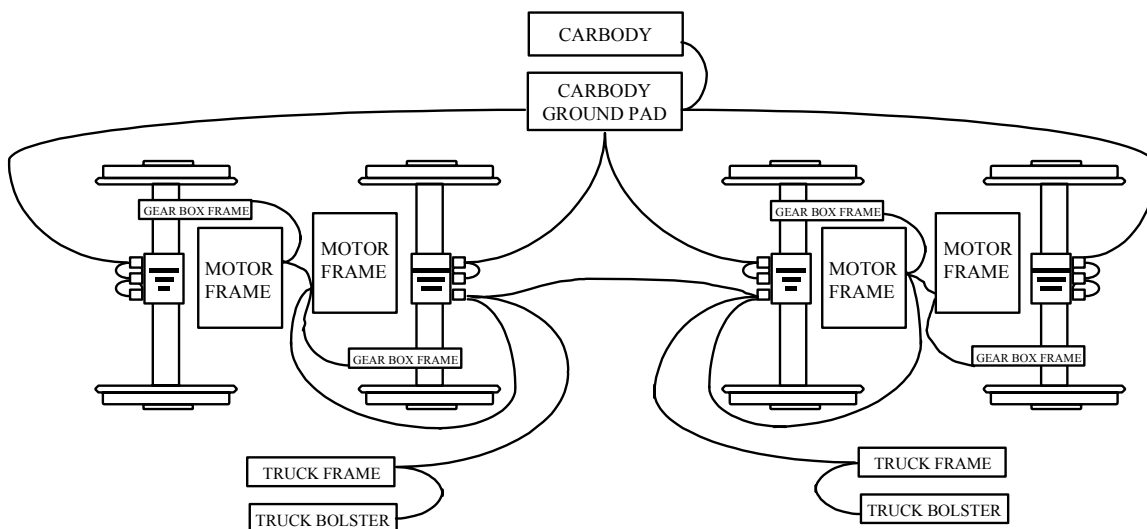 CARBODY
CARBODY
GROUND PAD
GEAR BOX FRAME
MOTOR
FRAME
MOTOR
FRAME
GEAR BOX FRAME
GEAR BOX FRAME
MOTOR
FRAME
MOTOR
FRAME
GEAR BOX FRAME
TRUCK FRAME
TRUCK BOLSTER
TRUCK FRAME
TRUCK BOLSTER